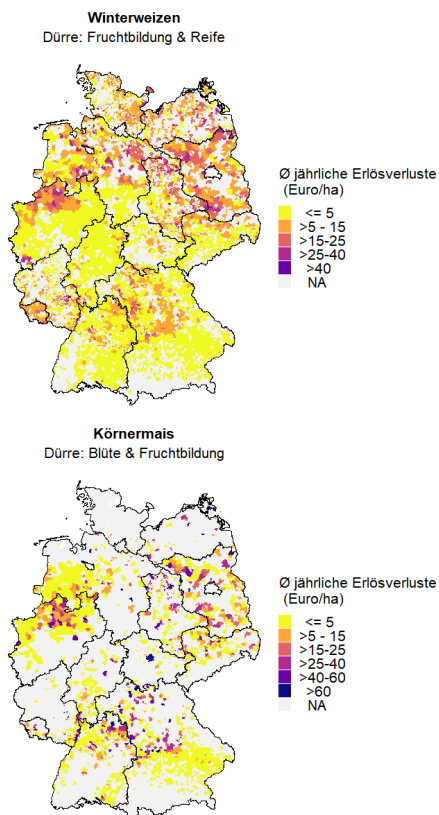 Winterweizen
Dürre: Fruchtbildung & Reife
Ø jährliche Erlösverluste
(Euro/ha)
<= 5
>5 - 15
>15-25
>25-40
>40
NA
Körnermais
Dürre: Blüte & Fruchtbildung
Ø jährliche Erlösverluste
(Euro/ha)
<= 5
>5 - 15
>15-25
>25-40
>40-60
>60
NA